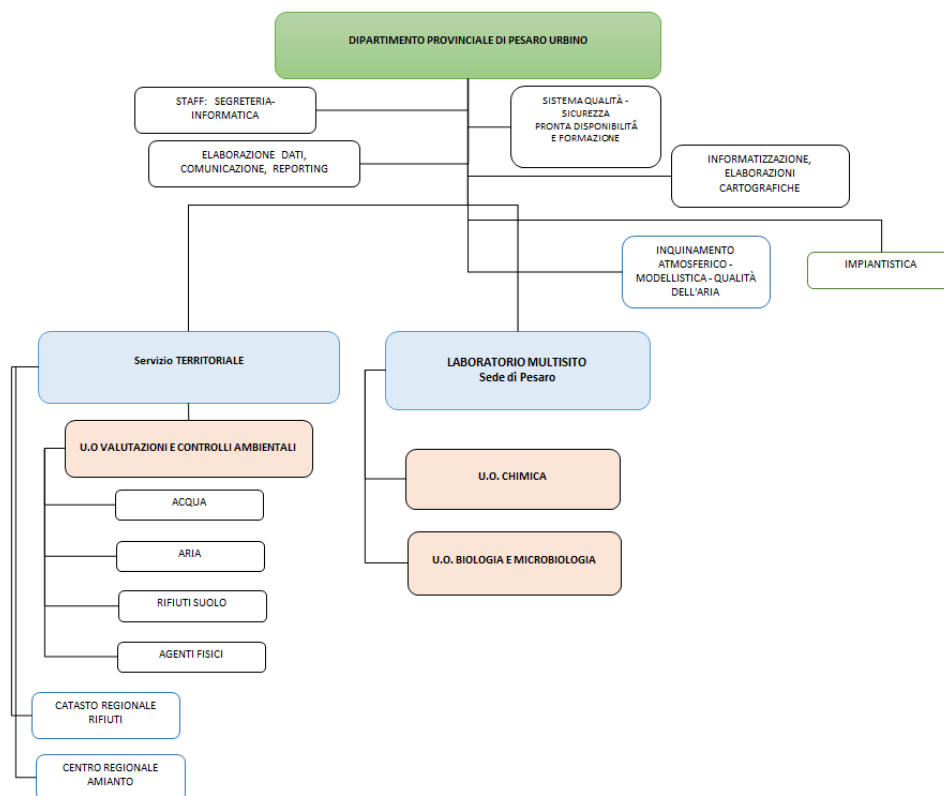 DIPARTIMENTO PROVINCIALE DI PESARO URBINO
STAFF: SEGRETERIA-
INFORMATICA
SISTEMA QUALITÀ -
SICUREZZA
PRONTA DISPONIBILITÂ
E FORMAZIONE
ELABORAZIONE DATI,
COMUNICAZIONE, REPORTING
INFORMATIZZAZIONE,
ELABORAZIONI
CARTOGRAFICHE
INQUINAMENTO
ATMOSFERICO -
MODELLISTICA - QUALITÀ
DELL'ARIA
IMPIANTISTICA
Servizio TERRITORIALE
LABORATORIO MULTISITO
Sede di Pesaro
U.O VALUTAZIONI E CONTROLLI AMBIENTALI
ACQUA
ARIA
RIFIUTI SUOLO
AGENTI FISICI
U.O. CHIMICA
U.O. BIOLOGIA E MICROBIOLOGIA
CATASTO REGIONALE
RIFIUTI
CENTRO REGIONALE
AMIANTO